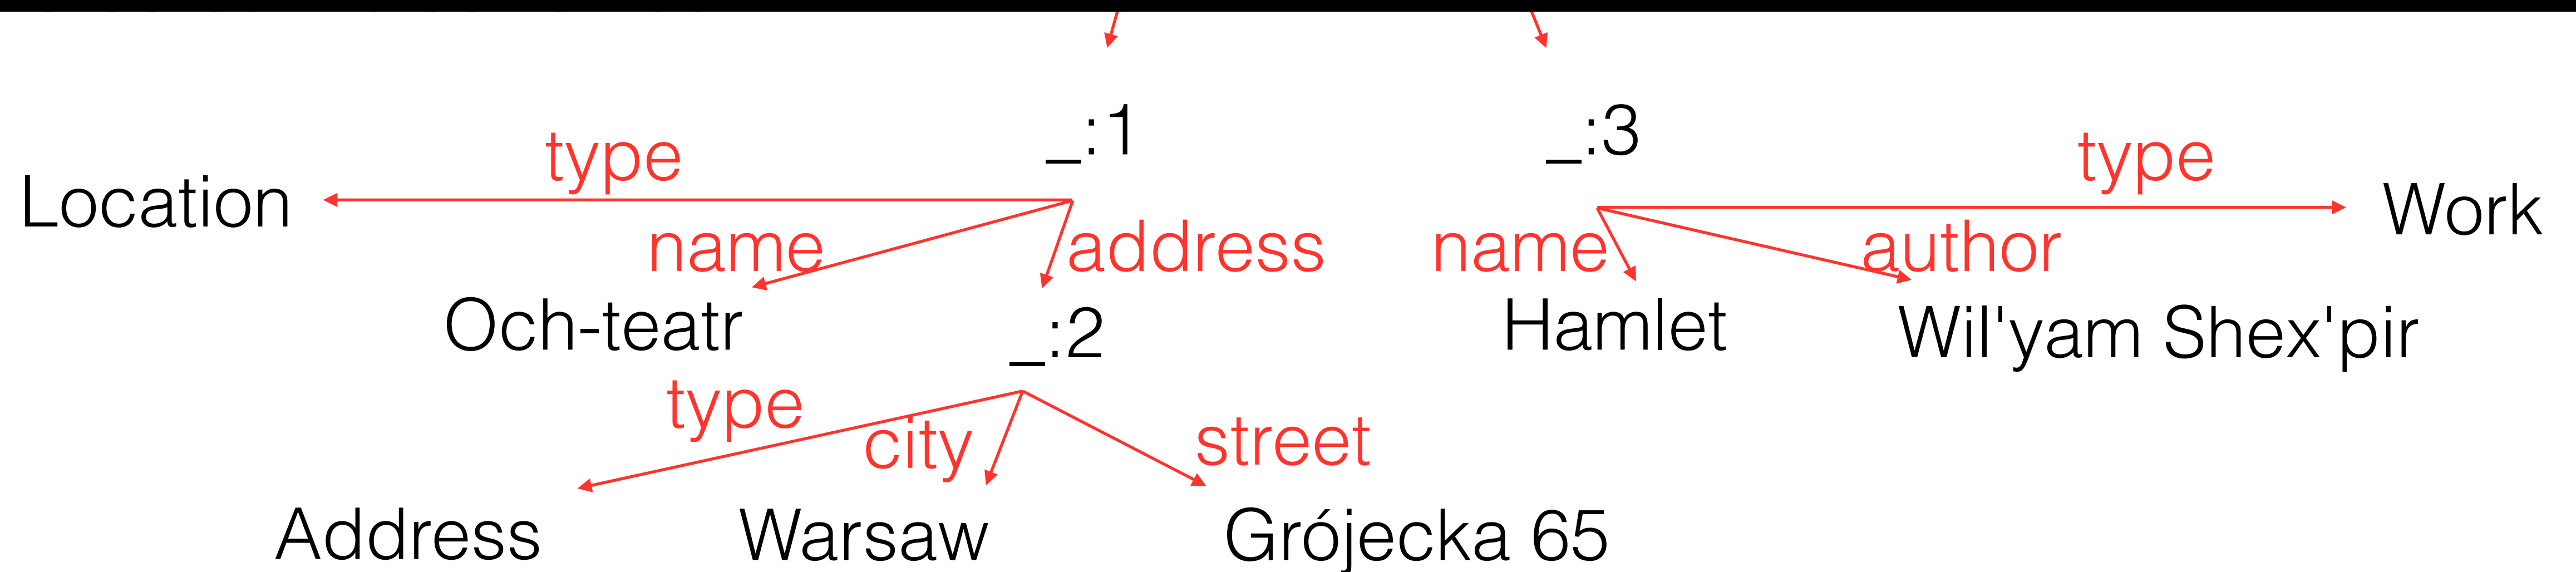 _:1 _:3
type type
Location Work
name address name author
Och-teatr _:2 Hamlet Wil'yam Shex'pir
type city street
Address Warsaw Grójecka 65